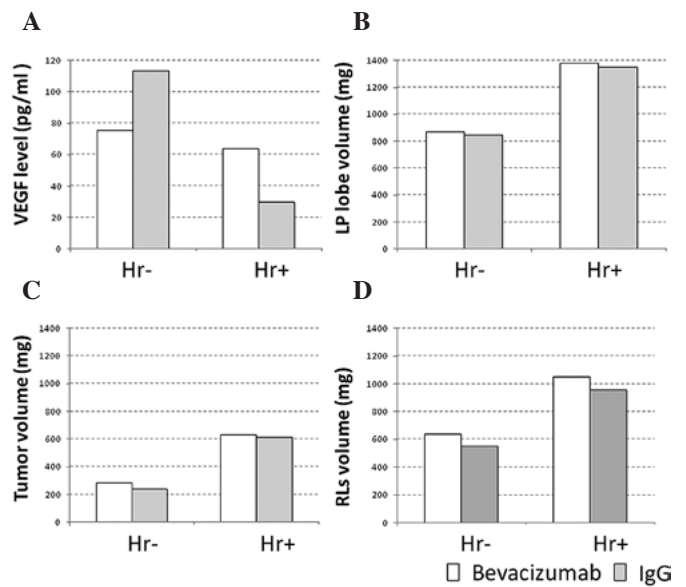 A
VEGF level (pg/ml)
120
100
80
60
40
20
0
Hr-
Hr+
B
LP lobe volume (mg)
1400
1200
1000
800
600
400
200
0
Hr-
Hr+
C
Tumor volume (mg)
1400
1200
1000
800
600
400
200
0
Hr-
Hr+
D
RLs volume (mg)
1400
1200
1000
800
600
400
200
0
Hr-
Hr+
Bevacizumab IgG